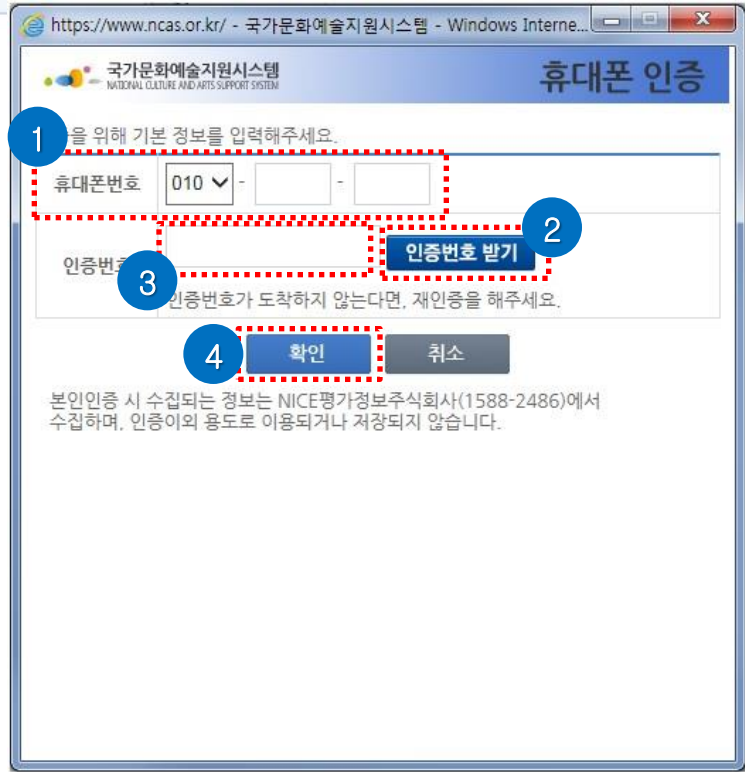 https://www.ncas.or.kr/ - 국가문화예술지원시스템 - Windows Interne...
국가문화예술지원시스템
NATIONAL CULTURE AND ARTS SUPPORT SYSTEM
휴대폰 인증
1
을 위해 기본 정보를 입력해주세요.
휴대폰번호 010 - -
2
인증번 인증번호 받기
3
인증번호가 도착하지 않는다면, 재인증을 해주세요.
4 확인 취소
본인인증 시 수집되는 정보는 NICE평가정보주식회사(1588-2486)에서
수집하며, 인증이외 용도로 이용되거나 저장되지 않습니다.